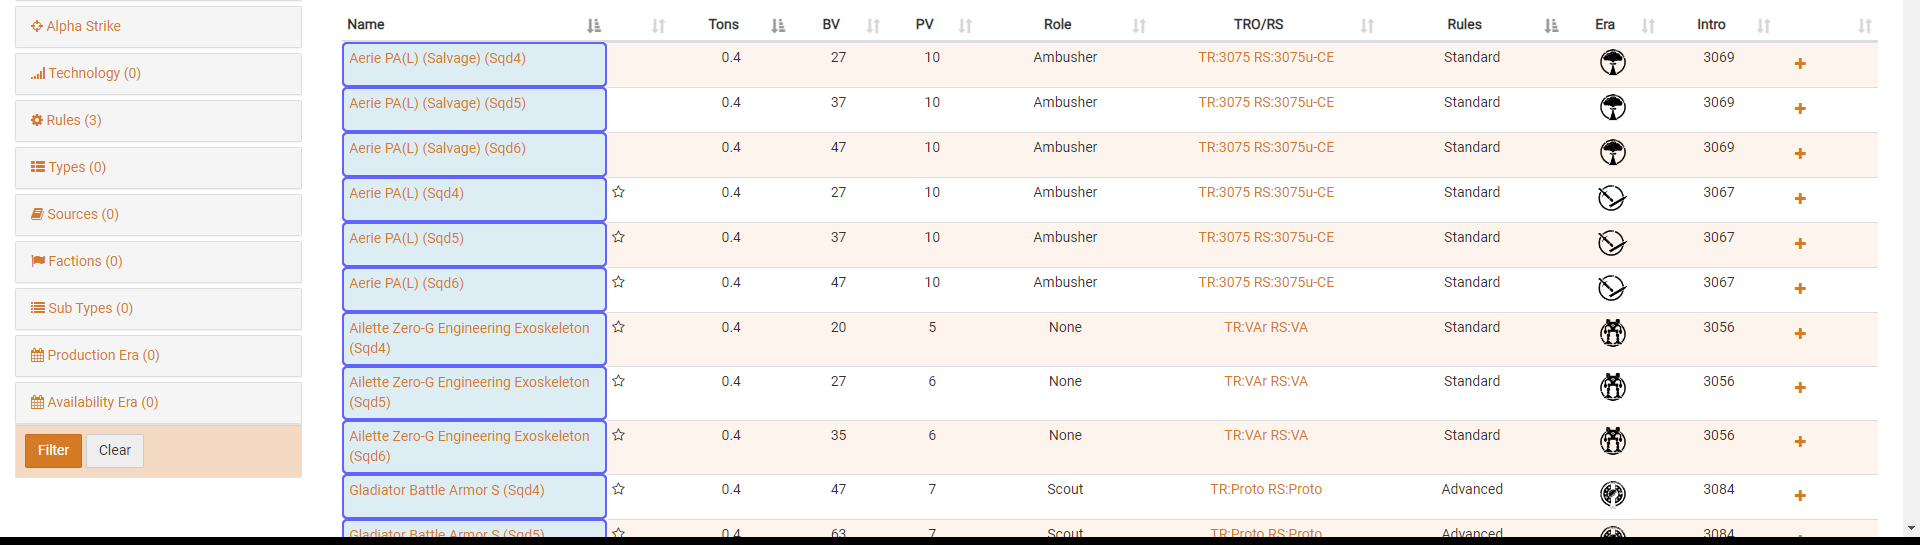 Alpha Strike
Technology (0)
Rules (3)
Types (0)
Sources (0)
Factions (0)
Sub Types (0)
Production Era (0)
Availability Era (0)
Filter Clear
Name Tons BV PV Role TRO/RS Rules Era Intro
Aerie PA(L) (Salvage) (Sqd4) 0.4 27 10 Ambusher TR:3075 RS:3075u-CE Standard 3069
Aerie PA(L) (Salvage) (Sqd5) 0.4 37 10 Ambusher TR:3075 RS:3075u-CE Standard 3069
Aerie PA(L) (Salvage) (Sqd6) 0.4 47 10 Ambusher TR:3075 RS:3075u-CE Standard 3069
Aerie PA(L) (Sqd4) 0.4 27 10 Ambusher TR:3075 RS:3075u-CE Standard 3067
Aerie PA(L) (Sqd5) 0.4 37 10 Ambusher TR:3075 RS:3075u-CE Standard 3067
Aerie PA(L) (Sqd6) 0.4 47 10 Ambusher TR:3075 RS:3075u-CE Standard 3067
Ailette Zero-G Engineering Exoskeleton 0.4 20 5 None TR:VAr RS:VA Standard 3056
(Sqd4)
Ailette Zero-G Engineering Exoskeleton 0.4 27 6 None TR:VAr RS:VA Standard 3056
(Sqd5)
Ailette Zero-G Engineering Exoskeleton 0.4 35 6 None TR:VAr RS:VA Standard 3056
(Sqd6)
Gladiator Battle Armor S (Sqd4) 0.4 47 7 Scout TR:Proto RS:Proto Advanced 3084
Gladiator Battle Armor S (Sqd5) 0.4 63 7 Scout TR:Proto RS:Proto Advanced 3084